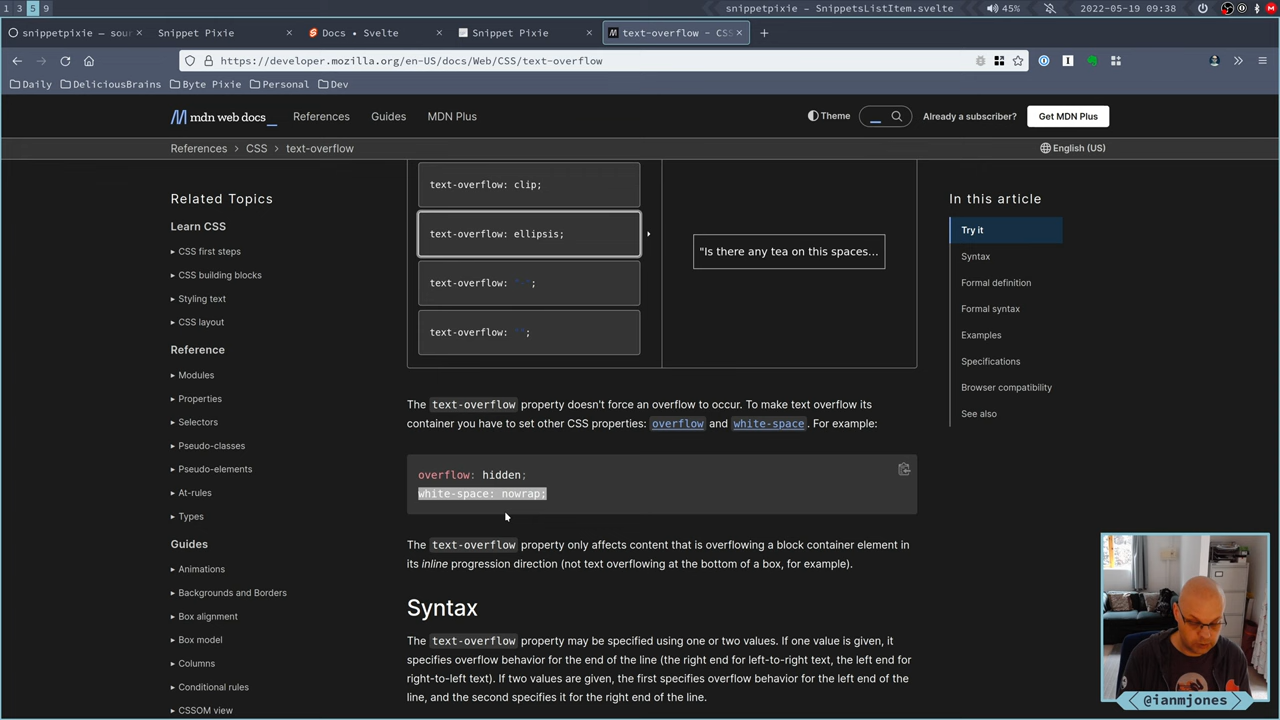 1 3 5 9
snippetpixie — SnippetsListItem.svelte
45%
2022-05-19 09:38
snippetpixie — sour
Snippet Pixie
Docs • Svelte
Snippet Pixie
text-overflow - CSS
https://developer.mozilla.org/en-US/docs/Web/CSS/text-overflow
Daily
DeliciousBrains
Byte Pixie
Personal
Dev
mdn web docs_
References
Guides
MDN Plus
Theme
Already a subscriber?
Get MDN Plus
References > CSS > text-overflow
English (US)
Related Topics
Learn CSS
CSS first steps
CSS building blocks
Styling text
CSS layout
Reference
Modules
Properties
Selectors
Pseudo-classes
Pseudo-elements
At-rules
Types
Guides
Animations
Backgrounds and Borders
Box alignment
Box model
Columns
Conditional rules
CSSOM view
text-overflow: clip;
text-overflow: ellipsis;
text-overflow: "-";
text-overflow: "";
"Is there any tea on this spaces…
The text-overflow property doesn't force an overflow to occur. To make text overflow its
container you have to set other CSS properties: overflow and white-space. For example:
overflow: hidden;
white-space: nowrap;
The text-overflow property only affects content that is overflowing a block container element in
its inline progression direction (not text overflowing at the bottom of a box, for example).
Syntax
The text-overflow property may be specified using one or two values. If one value is given, it
specifies overflow behavior for the end of the line (the right end for left-to-right text, the left end for
right-to-left text). If two values are given, the first specifies overflow behavior for the left end of the
line, and the second specifies it for the right end of the line.
In this article
Try it
Syntax
Formal definition
Formal syntax
Examples
Specifications
Browser compatibility
See also
@ianmjones